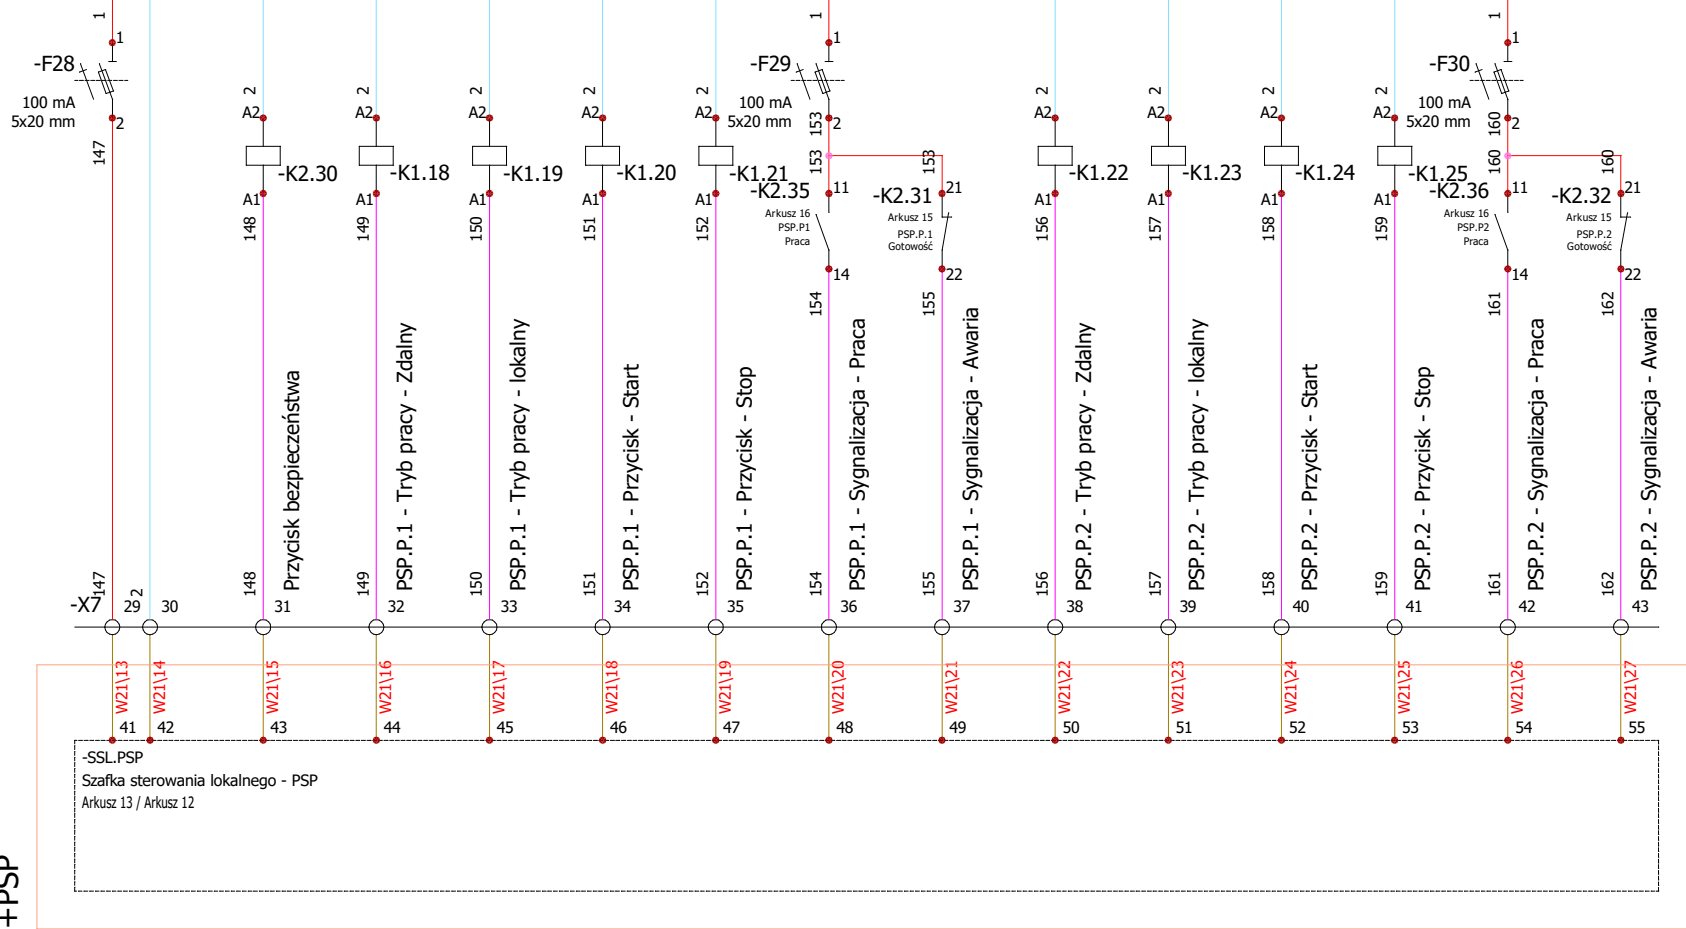 1
1
1
1
1
1
-F28
-F29
-F30
100 mA
5x20 mm
100 mA
5x20 mm
100 mA
5x20 mm
2
2
2
2
2
2
2
2
2
2
2
2
A2
A2
A2
A2
A2
A2
A2
A2
A2
147
153
153
153
160
160
160
-K2.30
-K1.18
-K1.19
-K1.20
-K1.21
-K1.22
-K1.23
-K1.24
-K1.25
A1
A1
A1
A1
A1
A1
A1
A1
A1
148
149
150
151
152
156
157
158
159
-K2.35
11
Arkusz 16
PSP.P1
Praca
14
154
-K2.31
21
Arkusz 15
PSP.P.1
Gotowość
22
155
-K2.36
11
Arkusz 16
PSP.P2
Praca
14
161
-K2.32
21
Arkusz 15
PSP.P.2
Gotowość
22
162
Przycisk bezpieczeństwa
PSP.P.1 - Tryb pracy - Zdalny
PSP.P.1 - Tryb pracy - lokalny
PSP.P.1 - Przycisk - Start
PSP.P.1 - Przycisk - Stop
PSP.P.1 - Sygnalizacja - Praca
PSP.P.1 - Sygnalizacja - Awaria
PSP.P.2 - Tryb pracy - Zdalny
PSP.P.2 - Tryb pracy - lokalny
PSP.P.2 - Przycisk - Start
PSP.P.2 - Przycisk - Stop
PSP.P.2 - Sygnalizacja - Praca
PSP.P.2 - Sygnalizacja - Awaria
147
2
148
149
150
151
152
154
155
156
157
158
159
161
162
-X7
29
30
31
32
33
34
35
36
37
38
39
40
41
42
43
W21\13
W21\14
W21\15
W21\16
W21\17
W21\18
W21\19
W21\20
W21\21
W21\22
W21\23
W21\24
W21\25
W21\26
W21\27
41
42
43
44
45
46
47
48
49
50
51
52
53
54
55
-SSL.PSP
Szafka sterowania lokalnego - PSP
Arkusz 13 / Arkusz 12
+PSP